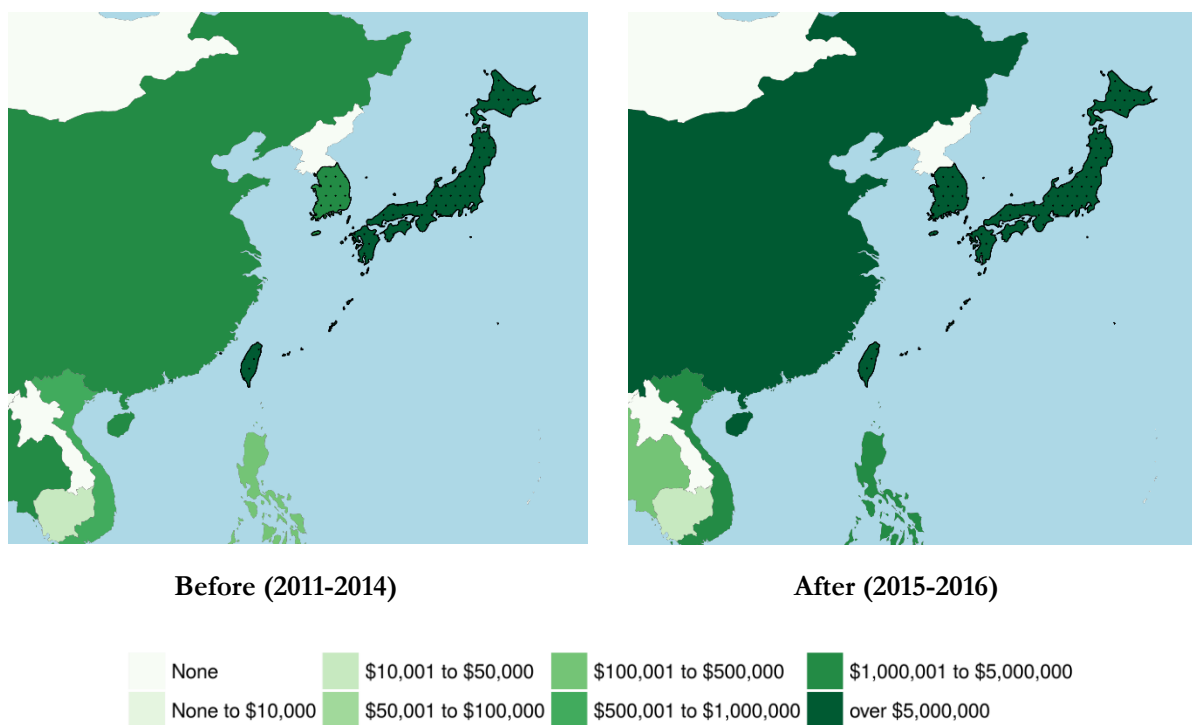 Before (2011-2014)
After (2015-2016)
None
$10,001 to $50,000
$100,001 to $500,000
$1,000,001 to $5,000,000
None to $10,000
$50,001 to $100,000
$500,001 to $1,000,000
over $5,000,000